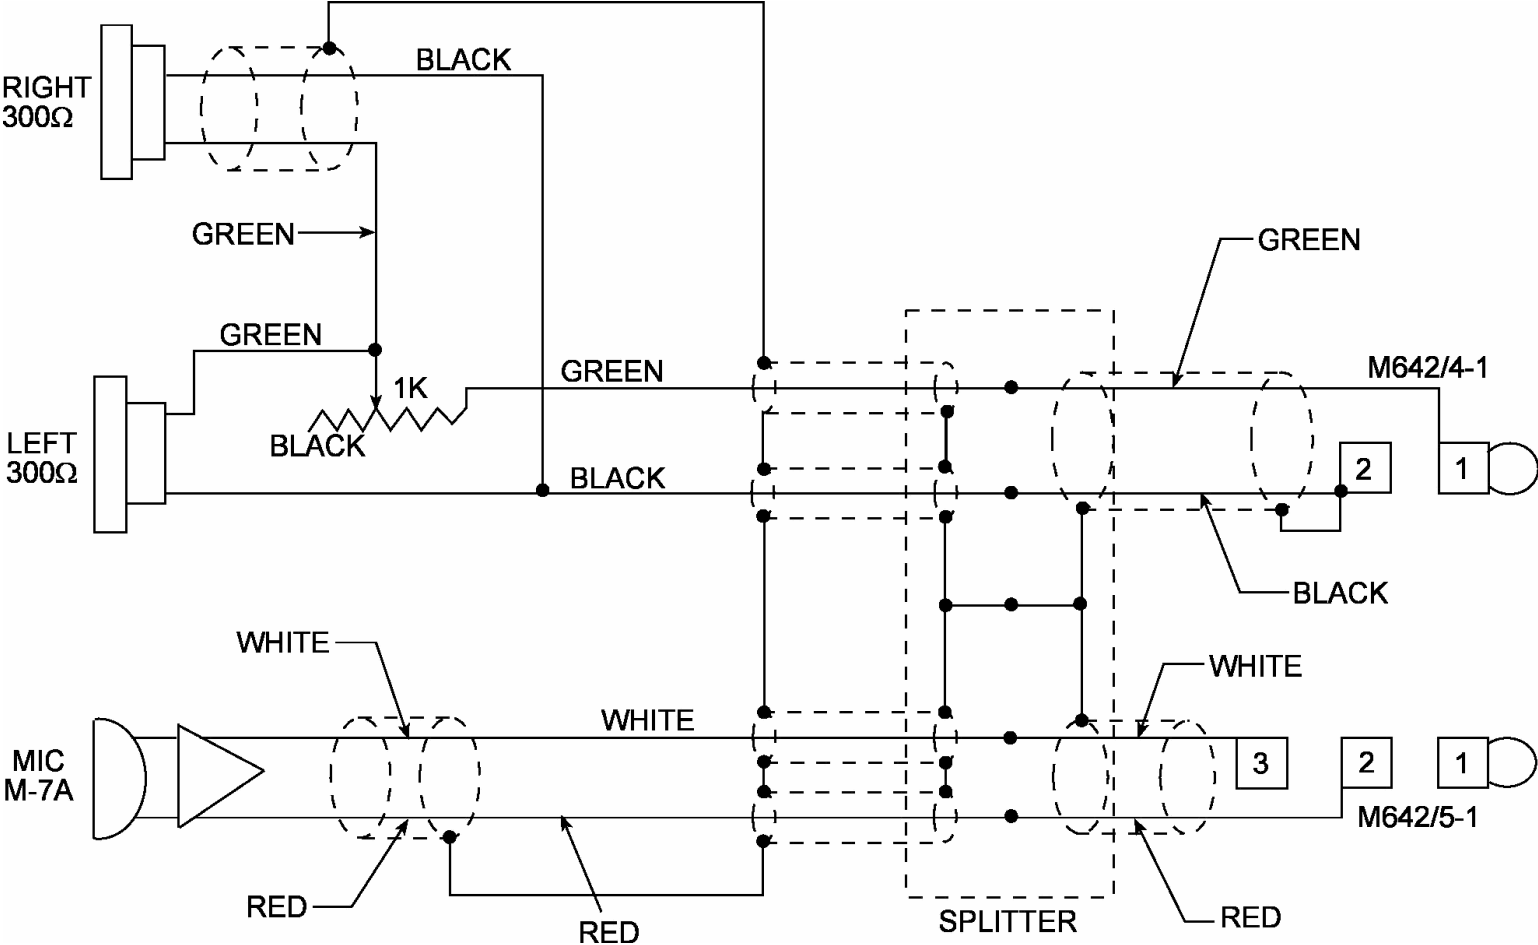 BLACK
RIGHT
300Ω
GREEN
GREEN
GREEN
GREEN
1K
M642/4-1
BLACK
LEFT
300Ω
BLACK
2
1
BLACK
WHITE
WHITE
WHITE
MIC
M-7A
3
2
1
M642/5-1
RED
RED
SPLITTER
RED